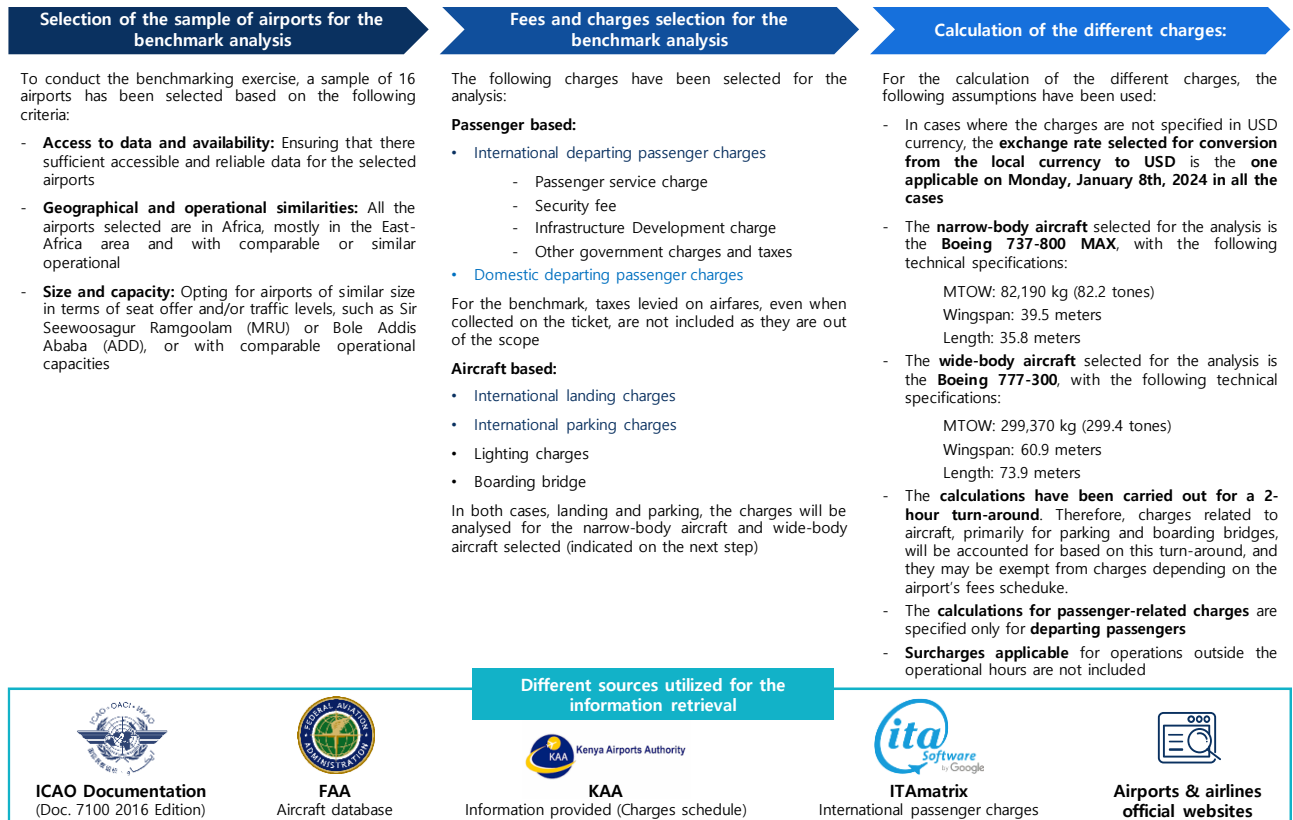 Selection of the sample of airports for the
benchmark analysis
To conduct the benchmarking exercise, a sample of 16
airports has been selected based on the following
criteria:
- Access to data and availability: Ensuring that there
sufficient accessible and reliable data for the selected
airports
- Geographical and operational similarities: All the
airports selected are in Africa, mostly in the East-
Africa area and with comparable or similar
operational
- Size and capacity: Opting for airports of similar size
in terms of seat offer and/or traffic levels, such as Sir
Seewoosagur Ramgoolam (MRU) or Bole Addis
Ababa (ADD), or with comparable operational
capacities
Fees and charges selection for the
benchmark analysis
The following charges have been selected for the
analysis:
Passenger based:
• International departing passenger charges
- Passenger service charge
- Security fee
- Infrastructure Development charge
- Other government charges and taxes
• Domestic departing passenger charges
For the benchmark, taxes levied on airfares, even when
collected on the ticket, are not included as they are out
of the scope
Aircraft based:
• International landing charges
• International parking charges
• Lighting charges
• Boarding bridge
In both cases, landing and parking, the charges will be
analysed for the narrow-body aircraft and wide-body
aircraft selected (indicated on the next step)
Calculation of the different charges:
For the calculation of the different charges, the
following assumptions have been used:
- In cases where the charges are not specified in USD
currency, the exchange rate selected for conversion
from the local currency to USD is the one
applicable on Monday, January 8th, 2024 in all the
cases
- The narrow-body aircraft selected for the analysis is
the Boeing 737-800 MAX, with the following
technical specifications:
MTOW: 82,190 kg (82.2 tones)
Wingspan: 39.5 meters
Length: 35.8 meters
- The wide-body aircraft selected for the analysis is
the Boeing 777-300, with the following technical
specifications:
MTOW: 299,370 kg (299.4 tones)
Wingspan: 60.9 meters
Length: 73.9 meters
- The calculations have been carried out for a 2-
hour turn-around. Therefore, charges related to
aircraft, primarily for parking and boarding bridges,
will be accounted for based on this turn-around, and
they may be exempt from charges depending on the
airport's fees scheduke.
- The calculations for passenger-related charges are
specified only for departing passengers
- Surcharges applicable for operations outside the
operational hours are not included
Different sources utilized for the
information retrieval
ICAO · OACI · ИКАО
ICAO Documentation
(Doc. 7100 2016 Edition)
FEDERAL AVIATION
ADMINISTRATION
FAA
Aircraft database
KAA
Kenya Airports Authority
KAA
Information provided (Charges schedule)
ita
Software
by Google
ITAmatrix
International passenger charges
Airports & airlines
official websites